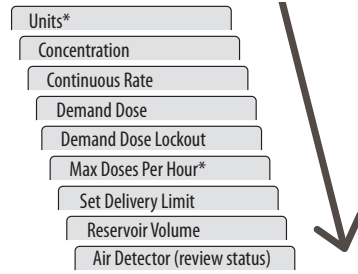 Units*
Concentration
Continuous Rate
Demand Dose
Demand Dose Lockout
Max Doses Per Hour*
Set Delivery Limit
Reservoir Volume
Air Detector (review status)